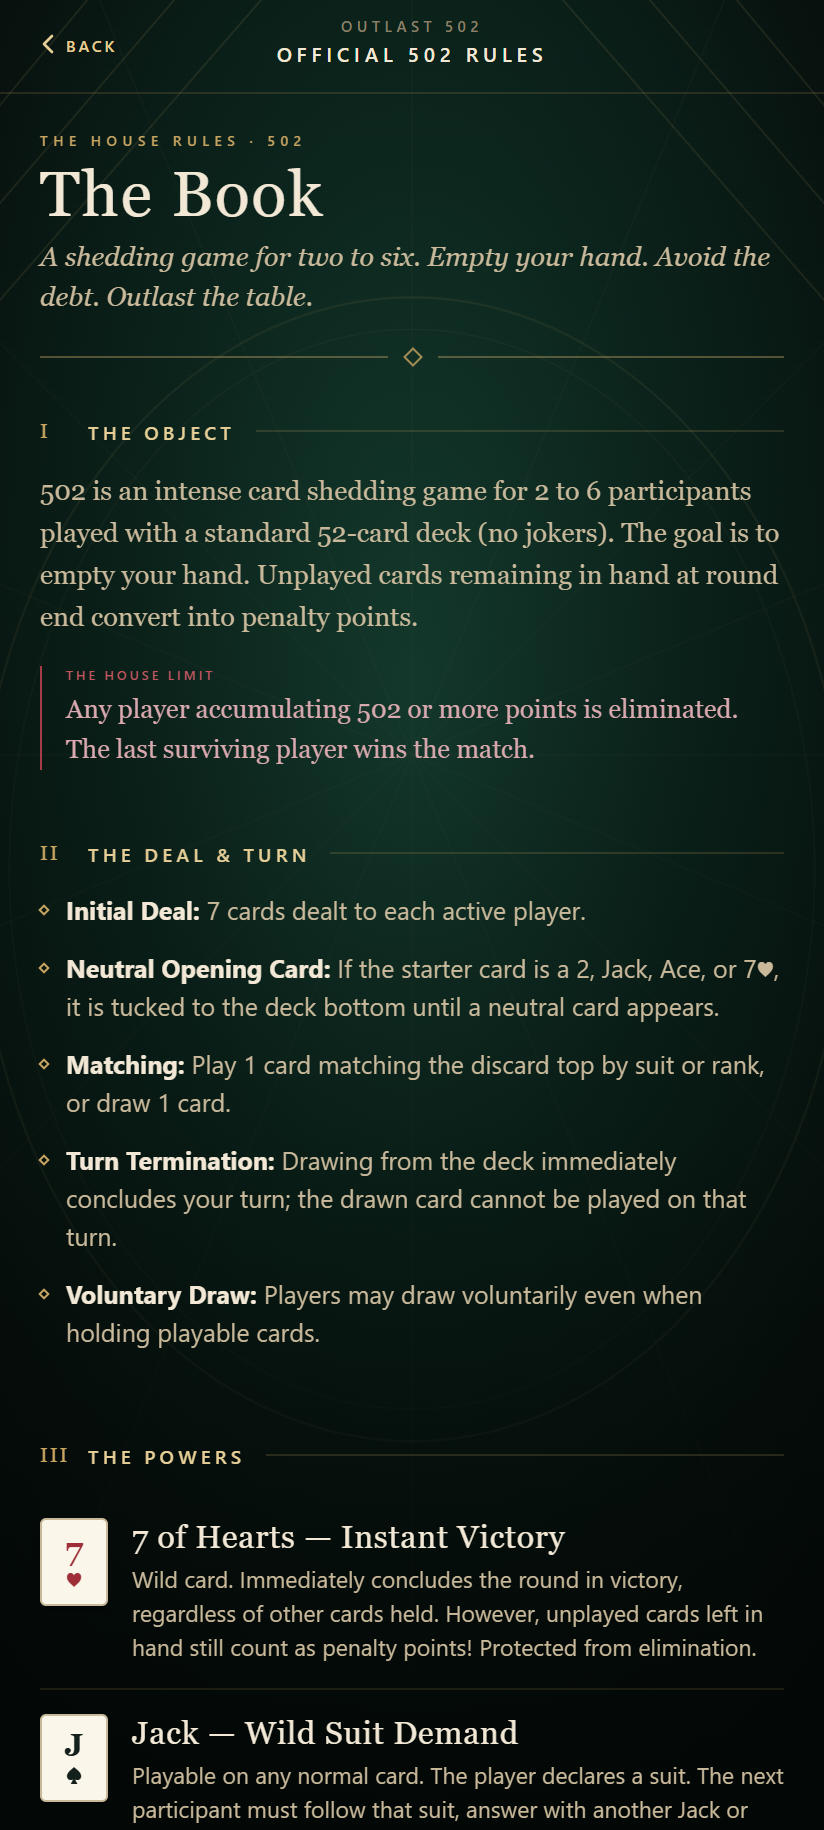 OUTLAST 502
BACK
OFFICIAL 502 RULES
THE HOUSE RULES · 502
The Book
A shedding game for two to six. Empty your hand. Avoid the
debt. Outlast the table.
I THE OBJECT
502 is an intense card shedding game for 2 to 6 participants
played with a standard 52-card deck (no jokers). The goal is to
empty your hand. Unplayed cards remaining in hand at round
end convert into penalty points.
THE HOUSE LIMIT
Any player accumulating 502 or more points is eliminated.
The last surviving player wins the match.
II THE DEAL & TURN
Initial Deal: 7 cards dealt to each active player.
Neutral Opening Card: If the starter card is a 2, Jack, Ace, or 7♥,
it is tucked to the deck bottom until a neutral card appears.
Matching: Play 1 card matching the discard top by suit or rank,
or draw 1 card.
Turn Termination: Drawing from the deck immediately
concludes your turn; the drawn card cannot be played on that
turn.
Voluntary Draw: Players may draw voluntarily even when
holding playable cards.
III THE POWERS
7
♥
7 of Hearts — Instant Victory
Wild card. Immediately concludes the round in victory,
regardless of other cards held. However, unplayed cards left in
hand still count as penalty points! Protected from elimination.
J
♠
Jack — Wild Suit Demand
Playable on any normal card. The player declares a suit. The next
participant must follow that suit, answer with another Jack or